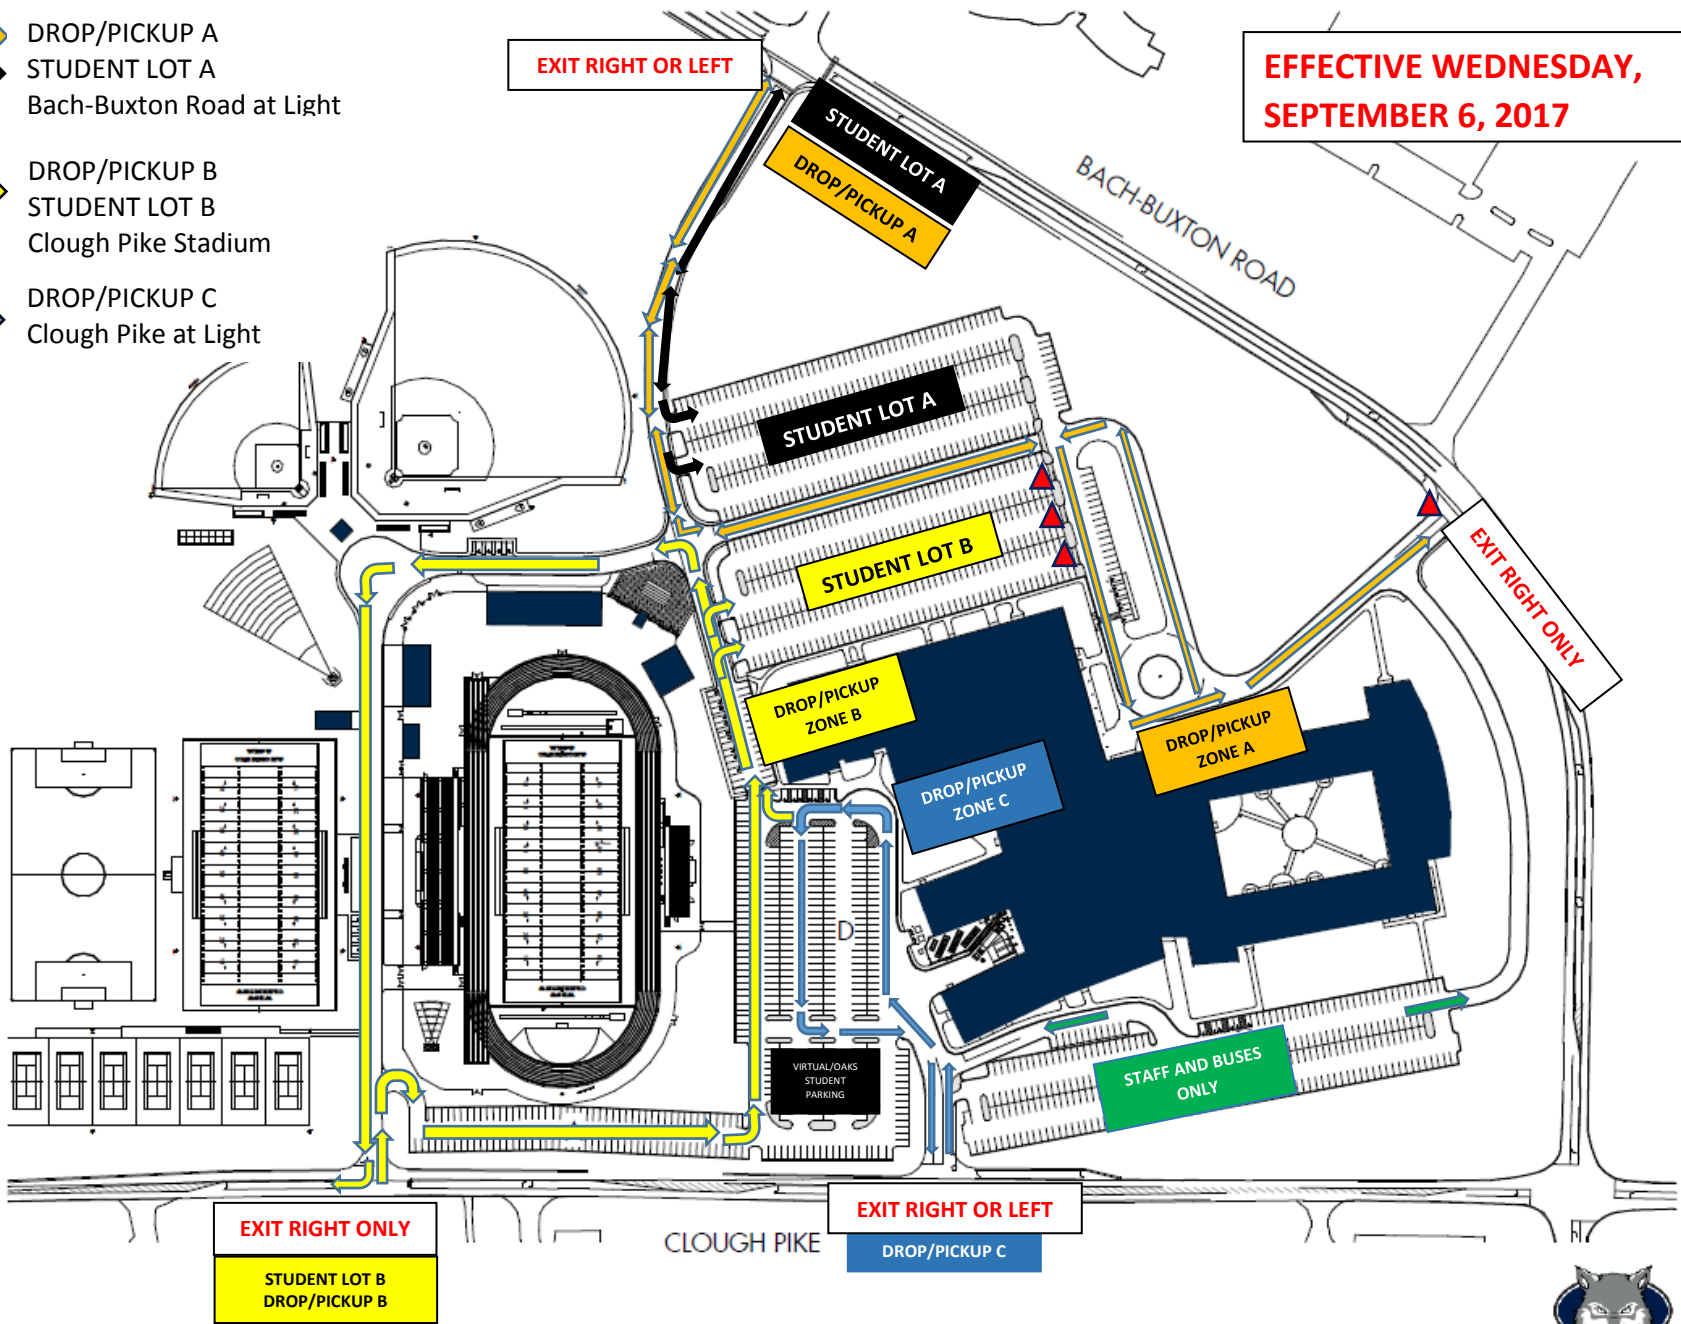 DROP/PICKUP A
STUDENT LOT A
Bach-Buxton Road at Light
DROP/PICKUP B
STUDENT LOT B
Clough Pike Stadium
DROP/PICKUP C
Clough Pike at Light
EXIT RIGHT OR LEFT
EFFECTIVE WEDNESDAY,
SEPTEMBER 6, 2017
STUDENT LOT A
DROP/PICKUP A
BACH-BUXTON ROAD
STUDENT LOT A
STUDENT LOT B
EXIT RIGHT ONLY
DROP/PICKUP
ZONE B
DROP/PICKUP
ZONE A
DROP/PICKUP
ZONE C
D
VIRTUAL/OAKS
STUDENT
PARKING
STAFF AND BUSES
ONLY
EXIT RIGHT ONLY
STUDENT LOT B
DROP/PICKUP B
CLOUGH PIKE
EXIT RIGHT OR LEFT
DROP/PICKUP C